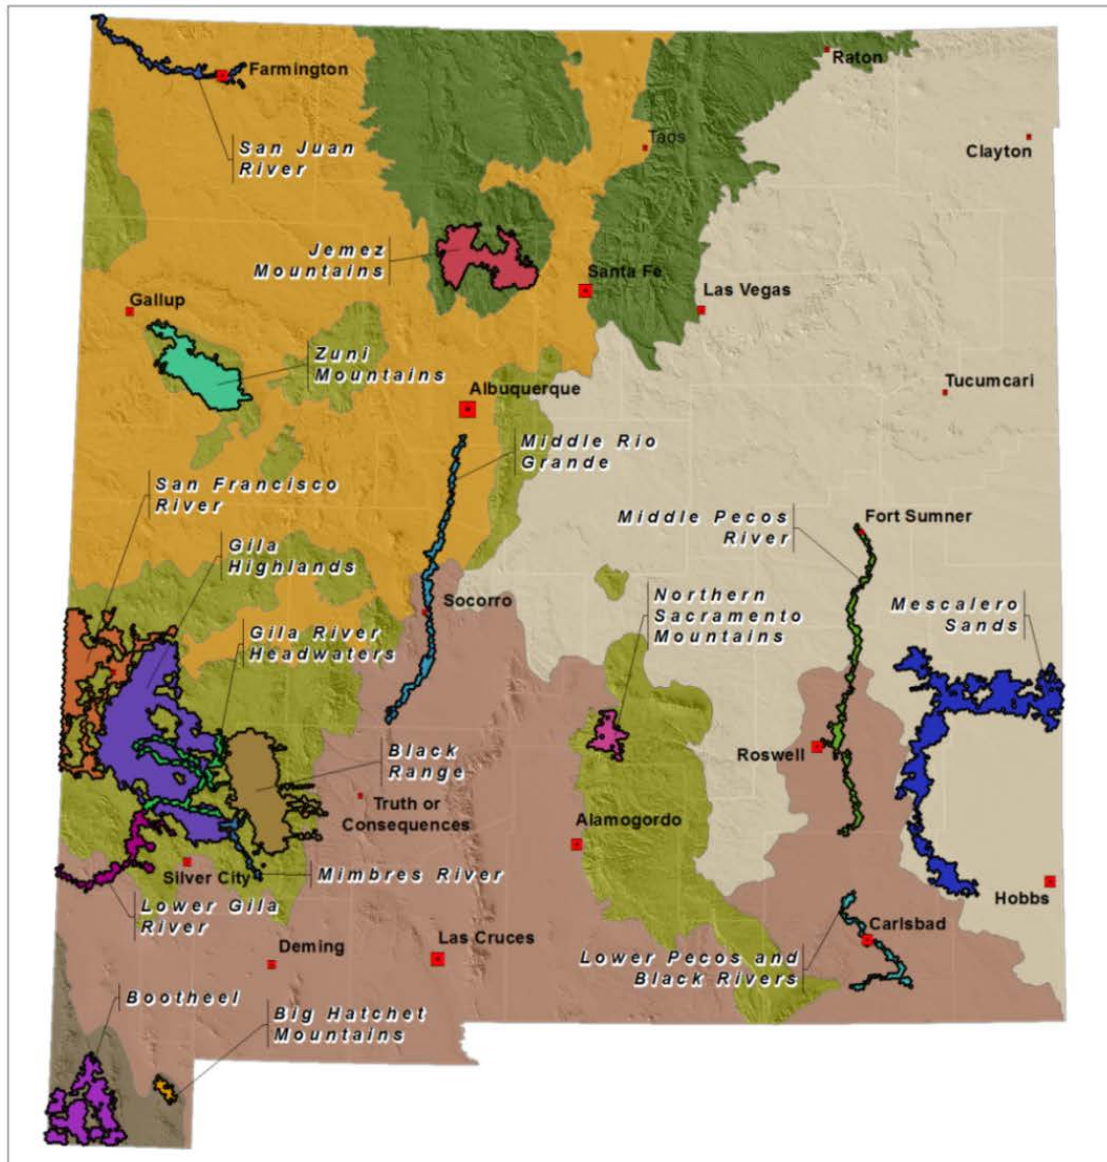 Farmington
Raton
Taos
Clayton
San Juan
River
Jemez
Mountains
Santa Fe
Las Vegas
Gallup
Zuni
Mountains
Albuquerque
Tucumcari
Middle Rio
Grande
San Francisco
River
Middle Pecos
River
Fort Sumner
Gila
Highlands
Socorro
Northern
Sacramento
Mountains
Mescalero
Sands
Gila River
Headwaters
Black
Range
Roswell
Truth or
Consequences
Alamogordo
Silver City
Mimbres River
Hobbs
Lower Gila
River
Deming
Las Cruces
Carlsbad
Lower Pecos and
Black Rivers
Bootheel
Big Hatchet
Mountains